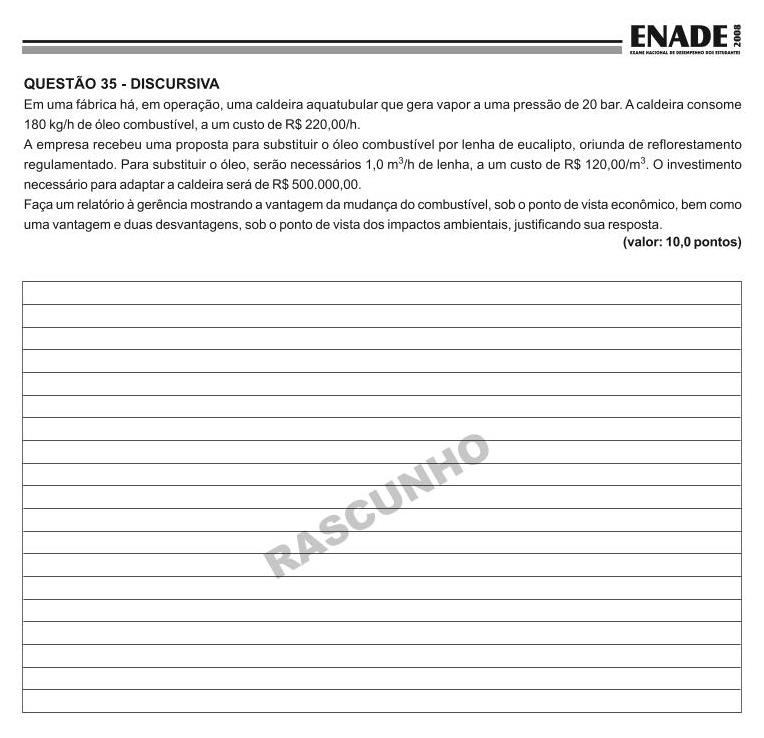 ENADE 2008
EXAME NACIONAL DE DESEMPENHO DOS ESTUDANTES
QUESTÃO 35 - DISCURSIVA
Em uma fábrica há, em operação, uma caldeira aquatubular que gera vapor a uma pressão de 20 bar. A caldeira consome
180 kg/h de óleo combustível, a um custo de R$ 220,00/h.
A empresa recebeu uma proposta para substituir o óleo combustível por lenha de eucalipto, oriunda de reflorestamento
regulamentado. Para substituir o óleo, serão necessários 1,0 m³/h de lenha, a um custo de R$ 120,00/m³. O investimento
necessário para adaptar a caldeira será de R$ 500.000,00.
Faça um relatório à gerência mostrando a vantagem da mudança do combustível, sob o ponto de vista econômico, bem como
uma vantagem e duas desvantagens, sob o ponto de vista dos impactos ambientais, justificando sua resposta.
(valor: 10,0 pontos)
RASCUNHO